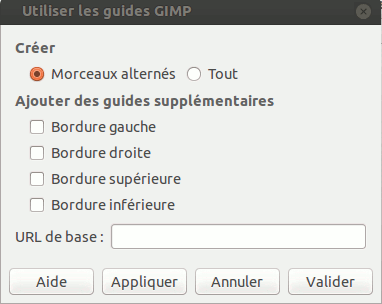 Utiliser les guides GIMP
Créer
Morceaux alternés Tout
Ajouter des guides supplémentaires
Bordure gauche
Bordure droite
Bordure supérieure
Bordure inférieure
URL de base :
Aide Appliquer Annuler Valider